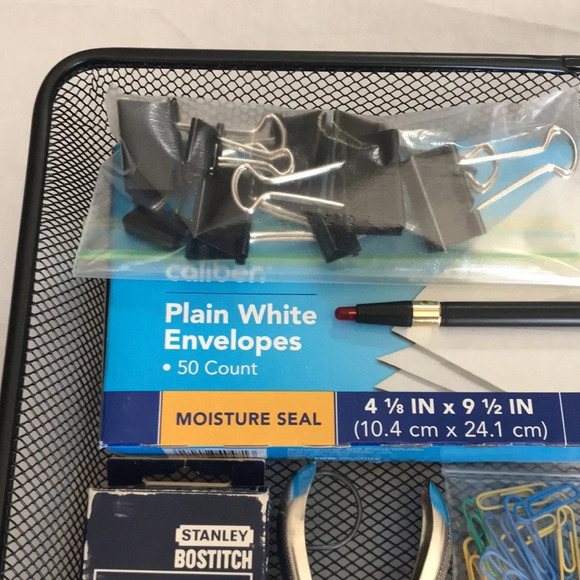 caliber.
Plain White
Envelopes
• 50 Count
MOISTURE SEAL
4 ⅛ IN x 9 ½ IN
(10.4 cm x 24.1 cm)
STANLEY
BOSTITCH